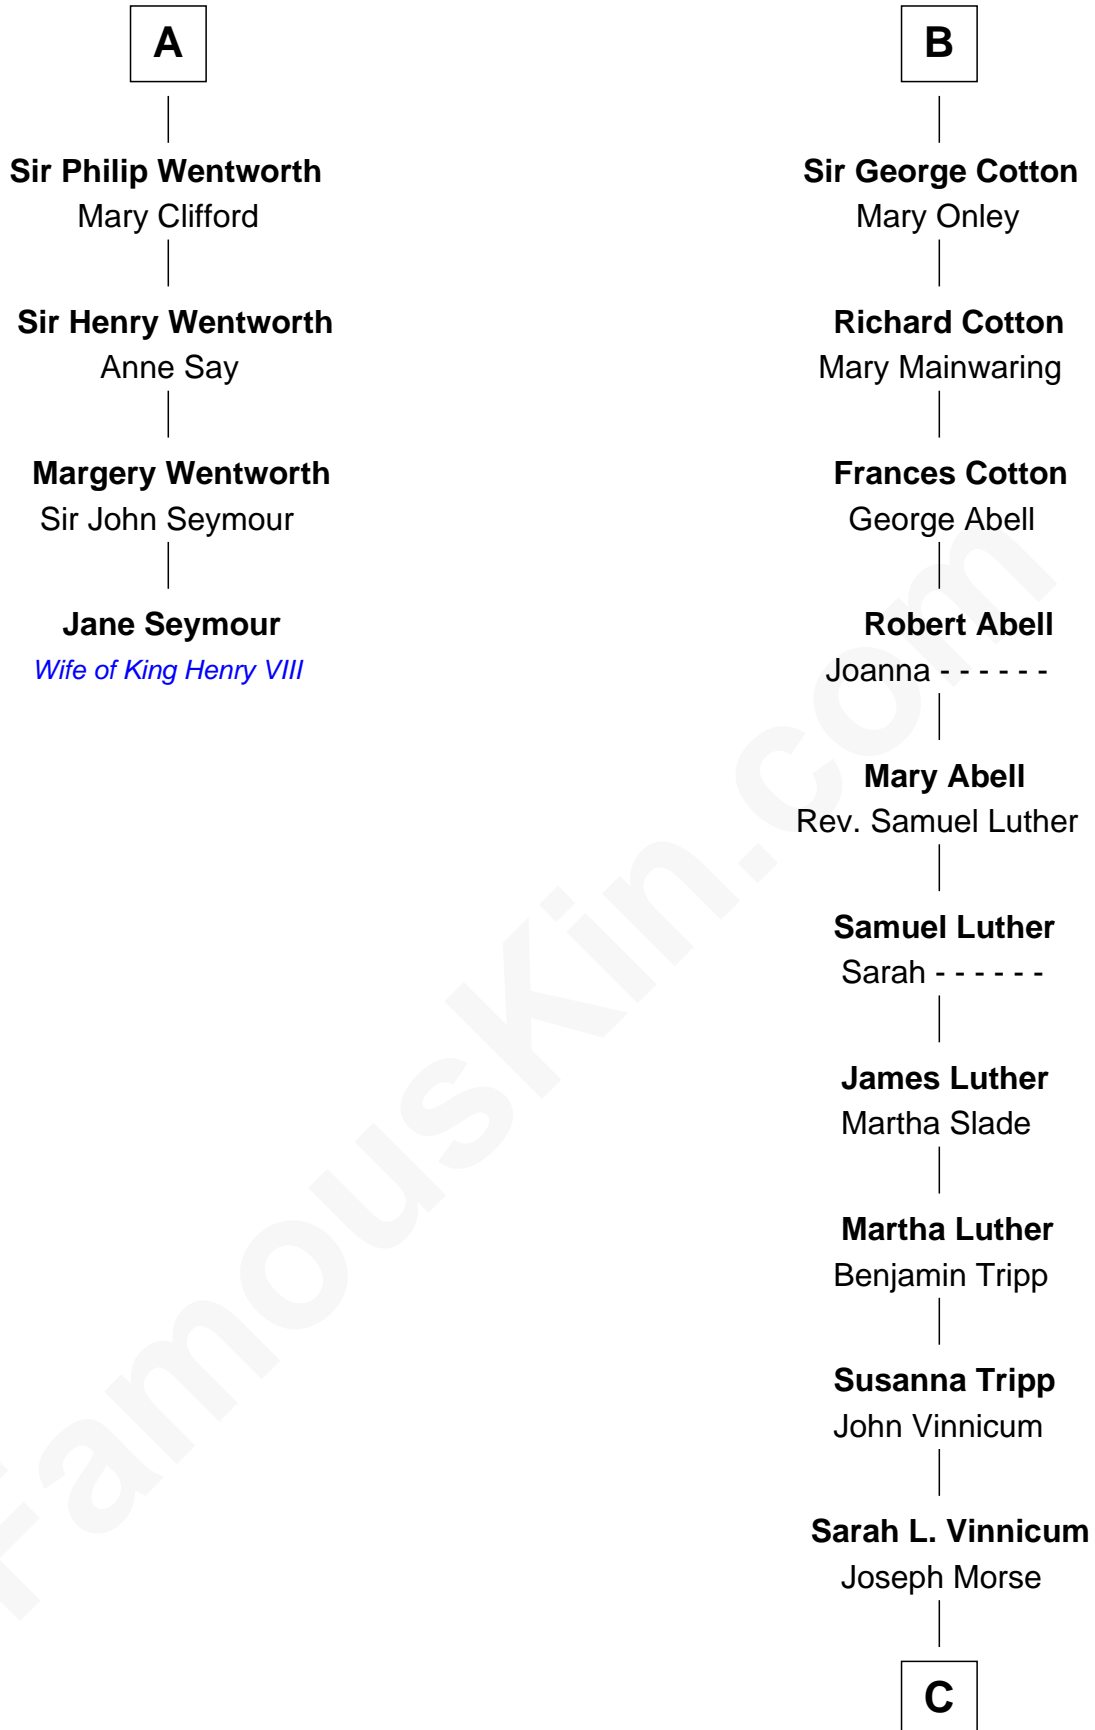 A
Sir Philip Wentworth
Mary Clifford
Sir Henry Wentworth
Anne Say
Margery Wentworth
Sir John Seymour
Jane Seymour
Wife of King Henry VIII
B
Sir George Cotton
Mary Onley
Richard Cotton
Mary Mainwaring
Frances Cotton
George Abell
Robert Abell
Joanna - - - - - -
Mary Abell
Rev. Samuel Luther
Samuel Luther
Sarah - - - - - -
James Luther
Martha Slade
Martha Luther
Benjamin Tripp
Susanna Tripp
John Vinnicum
Sarah L. Vinnicum
Joseph Morse
C
FamousKin.com